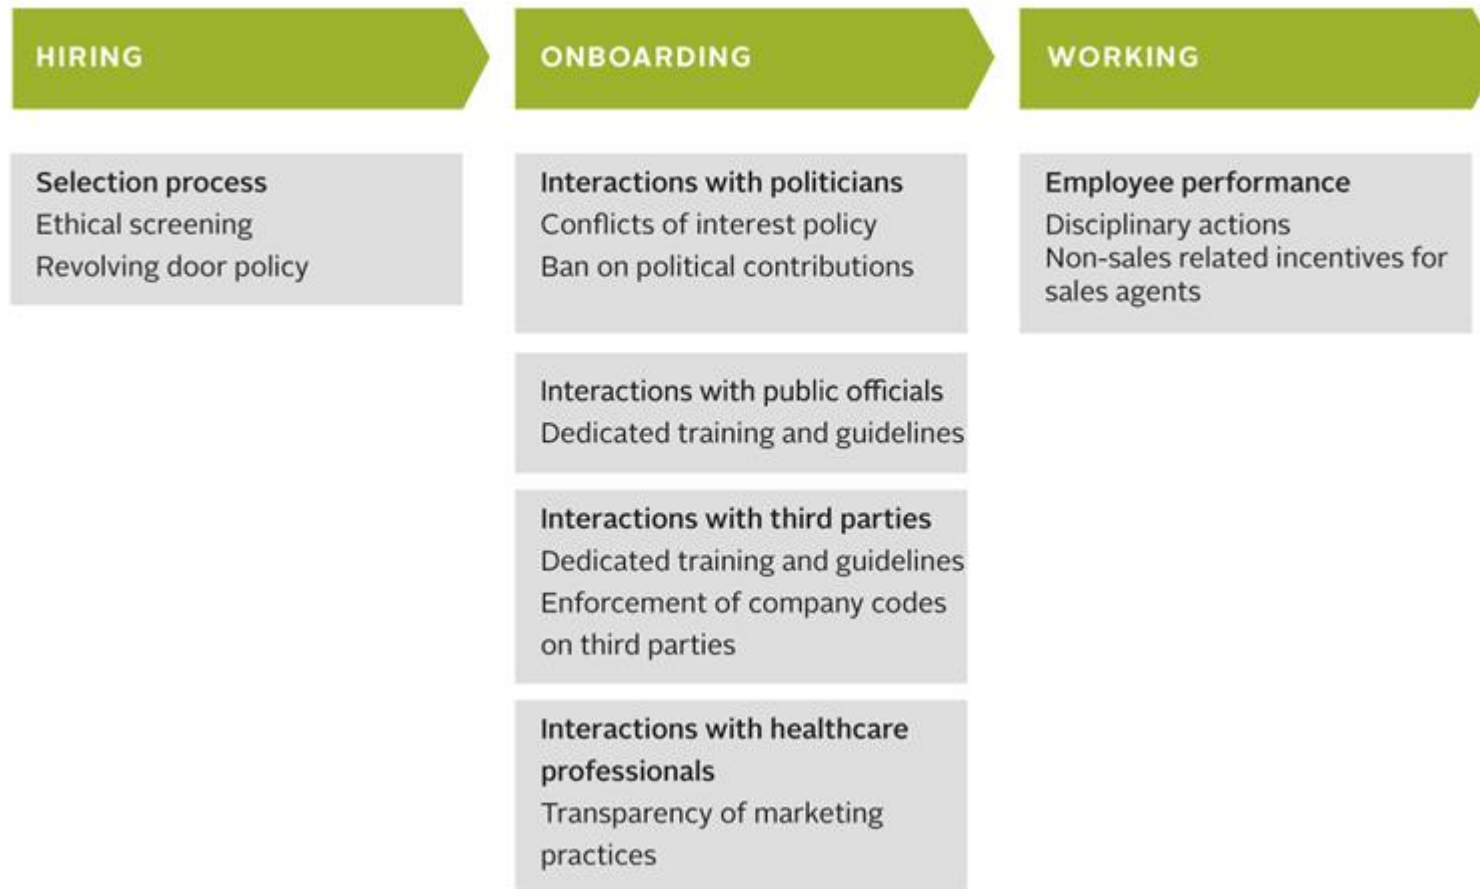 HIRING
Selection process
Ethical screening
Revolving door policy
ONBOARDING
Interactions with politicians
Conflicts of interest policy
Ban on political contributions
Interactions with public officials
Dedicated training and guidelines
Interactions with third parties
Dedicated training and guidelines
Enforcement of company codes
on third parties
Interactions with healthcare
professionals
Transparency of marketing
practices
WORKING
Employee performance
Disciplinary actions
Non-sales related incentives for
sales agents